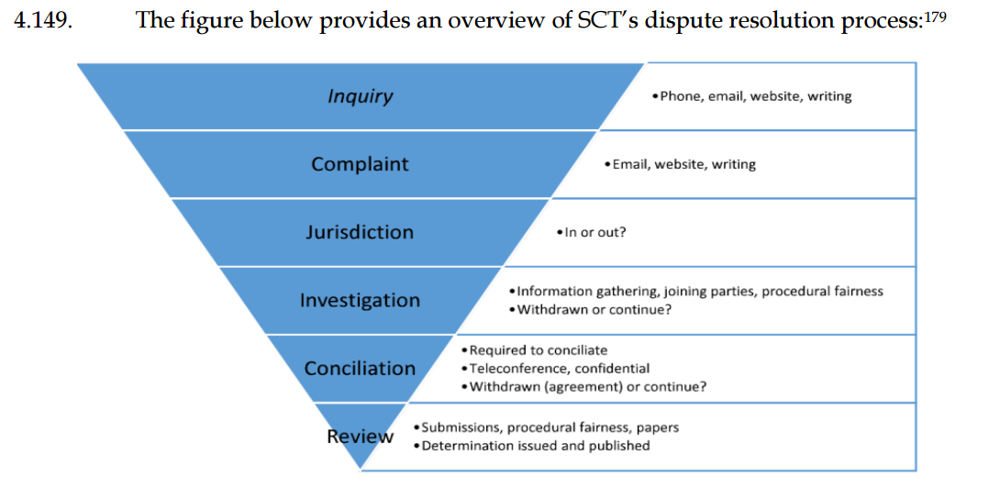 4.149. The figure below provides an overview of SCT’s dispute resolution process:179
Inquiry
•Phone, email, website, writing
Complaint
•Email, website, writing
Jurisdiction
•In or out?
Investigation
•Information gathering, joining parties, procedural fairness
•Withdrawn or continue?
Conciliation
•Required to conciliate
•Teleconference, confidential
•Withdrawn (agreement) or continue?
Review
•Submissions, procedural fairness, papers
•Determination issued and published